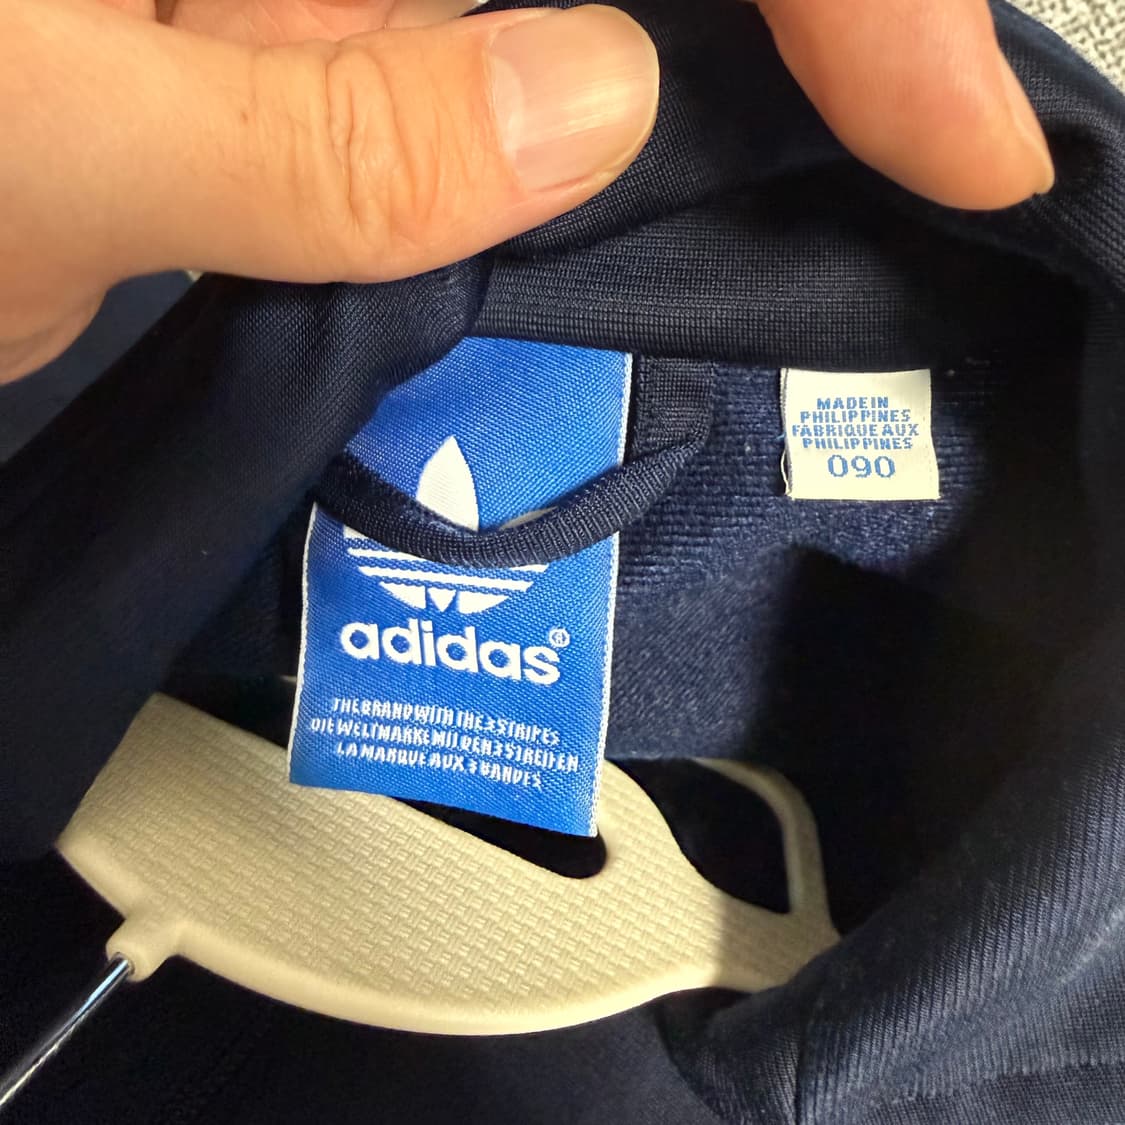 adidas®
THE BRAND WITH THE 3 STRIPES
DIE WELTMARKE MIT DEN 3 STREIFEN
LA MARQUE AUX 3 BANDES
MADE IN
PHILIPPINES
FABRIQUE AUX
PHILIPPINES
090